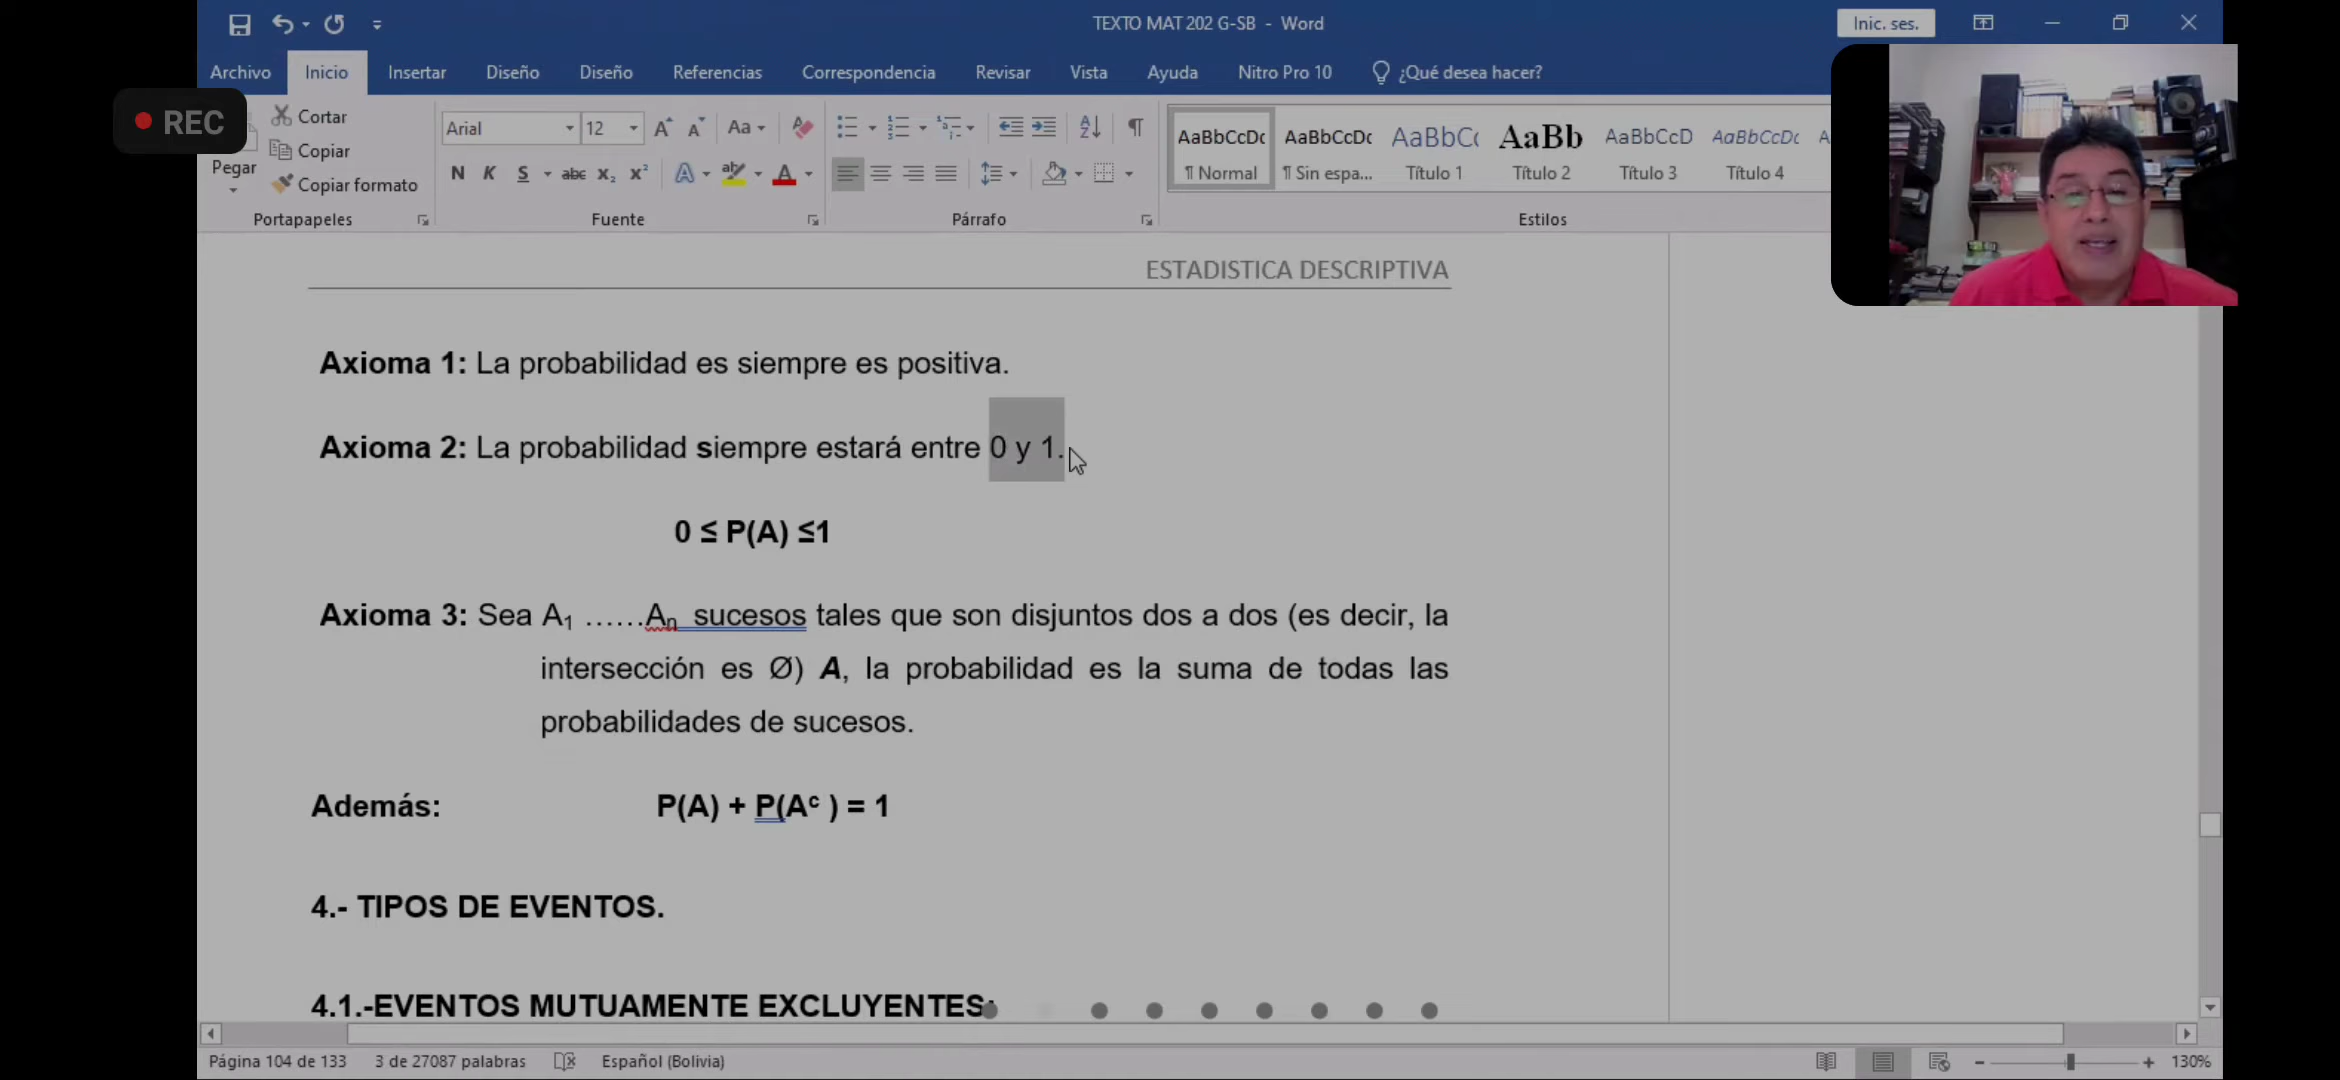 TEXTO MAT 202 G-SB - Word
Inic. ses.
Archivo Inicio Insertar Diseño Diseño Referencias Correspondencia Revisar Vista Ayuda Nitro Pro 10 ¿Qué desea hacer?
REC
Pegar
Cortar
Copiar
Copiar formato
Portapapeles
Arial 12
Aa
N K S abc x₂ x²
Fuente
Párrafo
AaBbCcDc AaBbCcDc AaBbC( AaBb AaBbCcD AaBbCcDc A
¶ Normal ¶ Sin espa... Título 1 Título 2 Título 3 Título 4
Estilos
ESTADISTICA DESCRIPTIVA
Axioma 1: La probabilidad es siempre es positiva.
Axioma 2: La probabilidad siempre estará entre 0 y 1.
0 ≤ P(A) ≤1
Axioma 3: Sea A₁ ......Aₙ sucesos tales que son disjuntos dos a dos (es decir, la
intersección es Ø) A, la probabilidad es la suma de todas las
probabilidades de sucesos.
Además: P(A) + P(Aᶜ ) = 1
4.- TIPOS DE EVENTOS.
4.1.-EVENTOS MUTUAMENTE EXCLUYENTES:
Página 104 de 133 3 de 27087 palabras Español (Bolivia) 130%